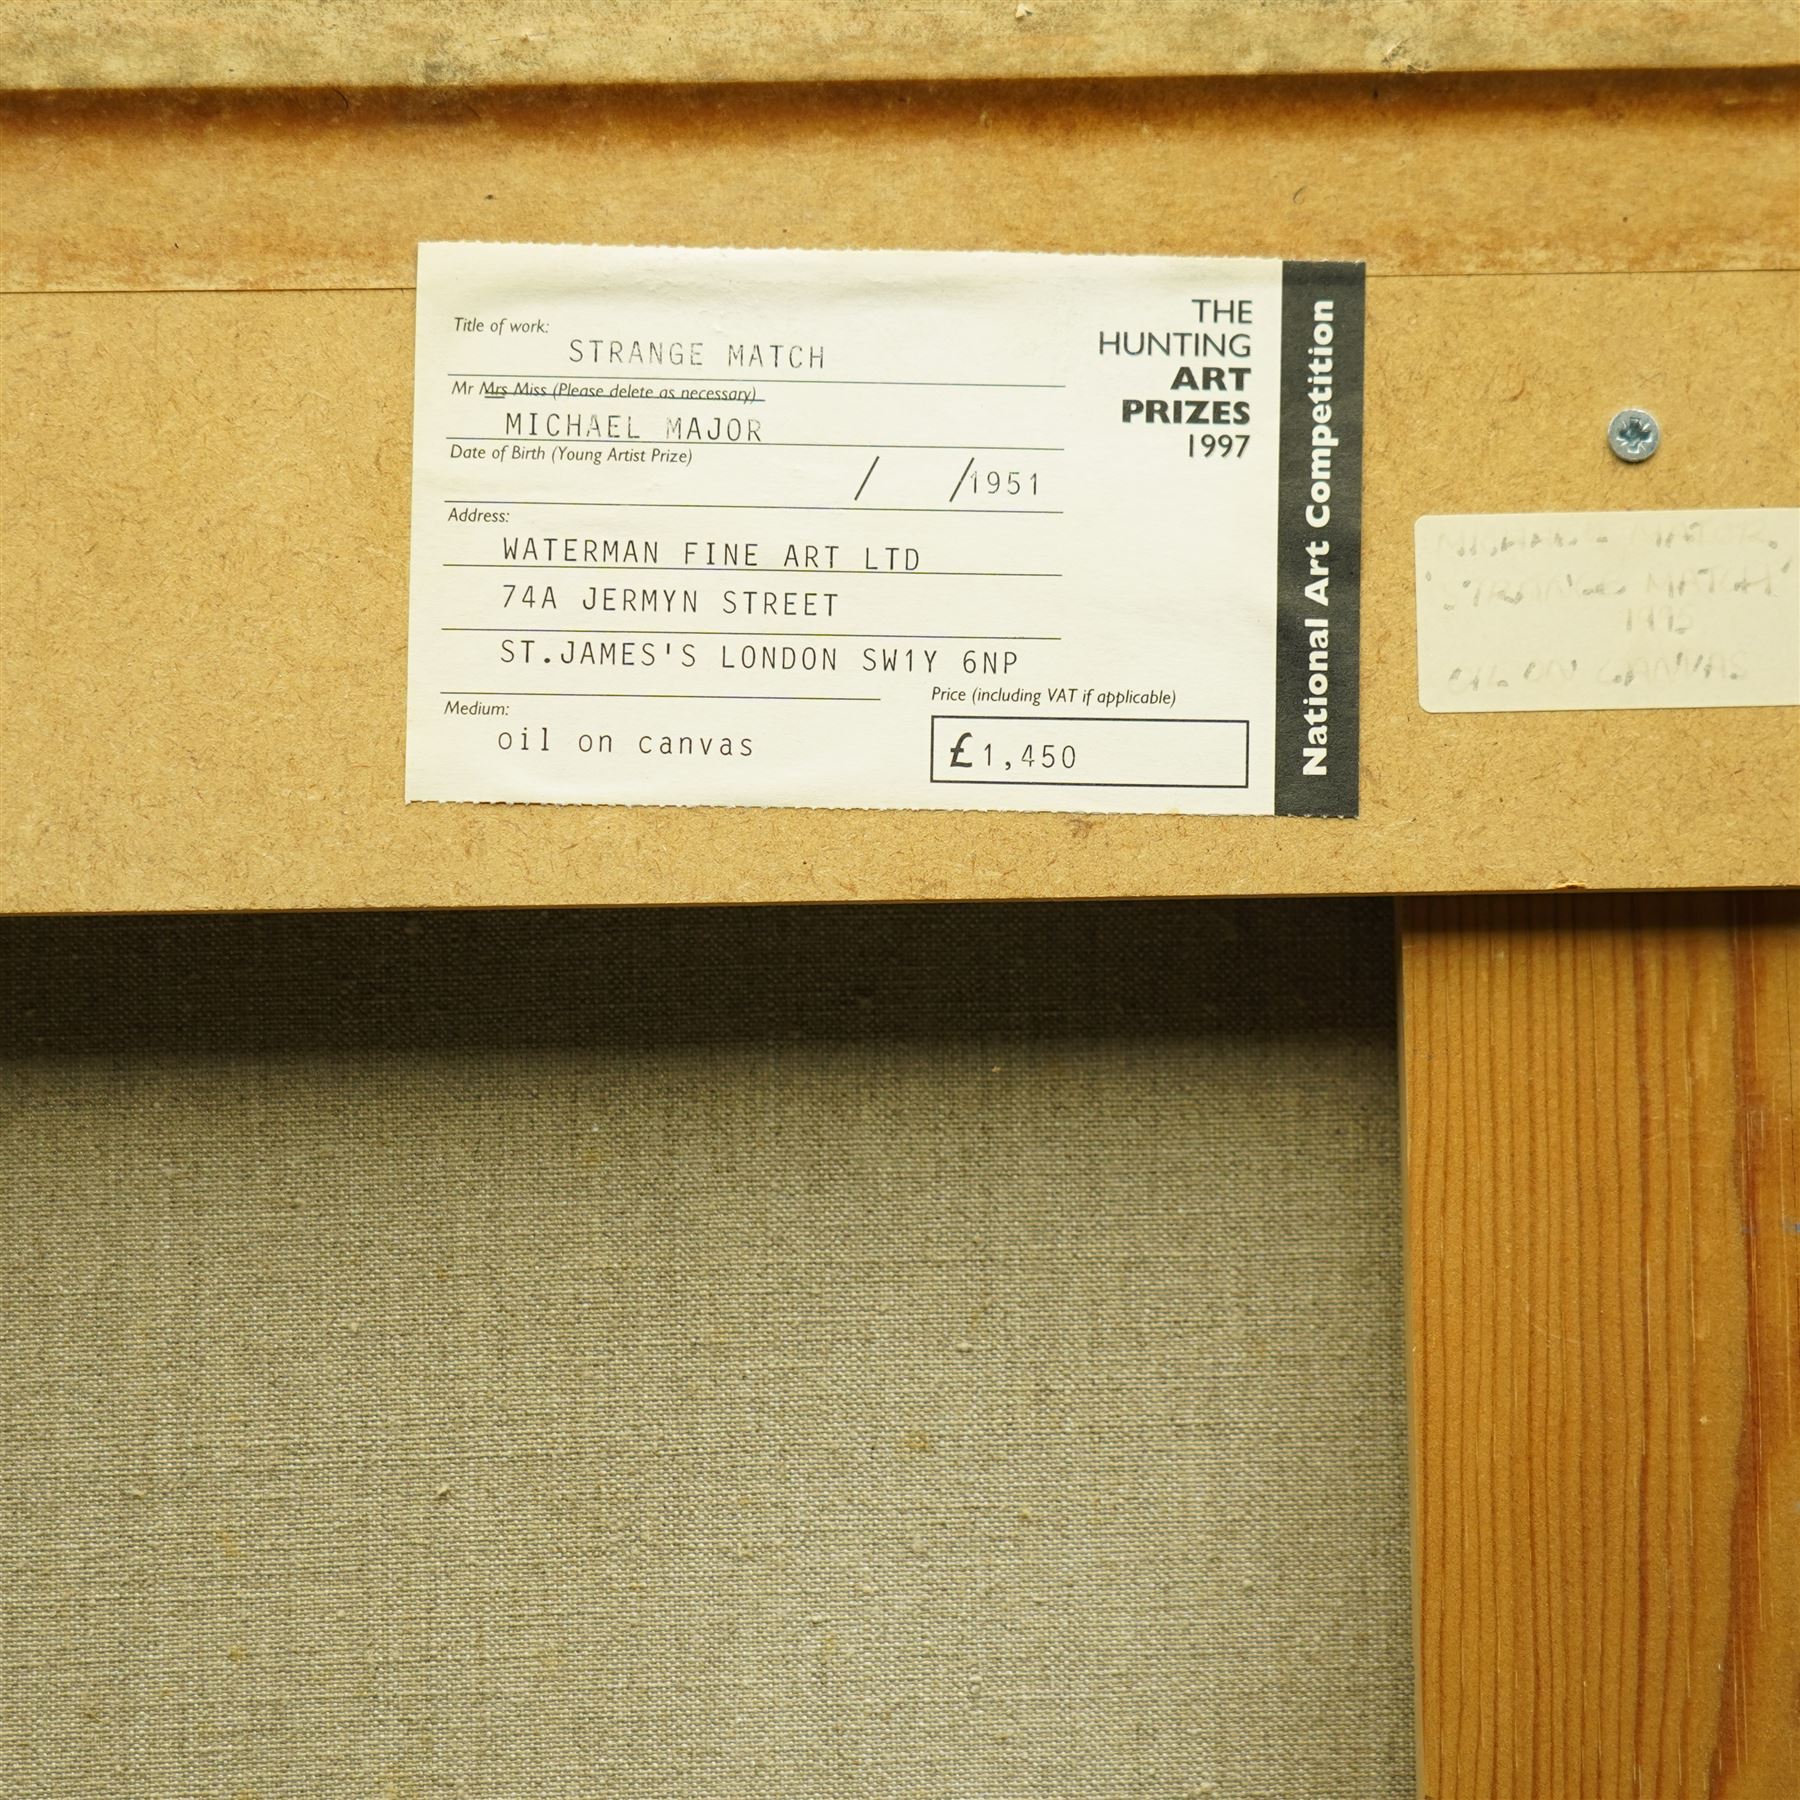 Title of work:
STRANGE MATCH
Mr Mrs Miss (Please delete as necessary)
MICHAEL MAJOR
Date of Birth (Young Artist Prize)
/ /1951
Address:
WATERMAN FINE ART LTD
74A JERMYN STREET
ST.JAMES'S LONDON SW1Y 6NP
Medium:
oil on canvas
Price (including VAT if applicable)
£1,450
THE
HUNTING
ART
PRIZES
1997
National Art Competition